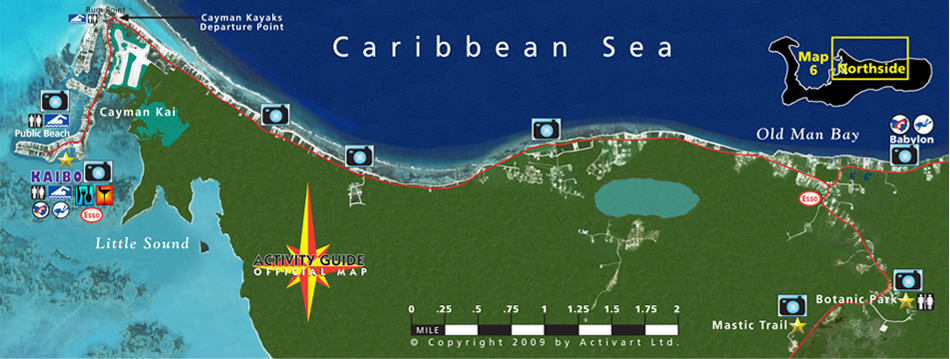 Rum Point
Cayman Kayaks
Departure Point
Caribbean Sea
Map
6
Northside
Cayman Kai
Public Beach
KAIBO
Esso
Little Sound
Old Man Bay
Babylon
Esso
ACTIVITY GUIDE
OFFICIAL MAP
Botanic Park
Mastic Trail
0 .25 .5 .75 1 1.25 1.5 1.75 2
MILE
© Copyright 2009 by Activart Ltd.